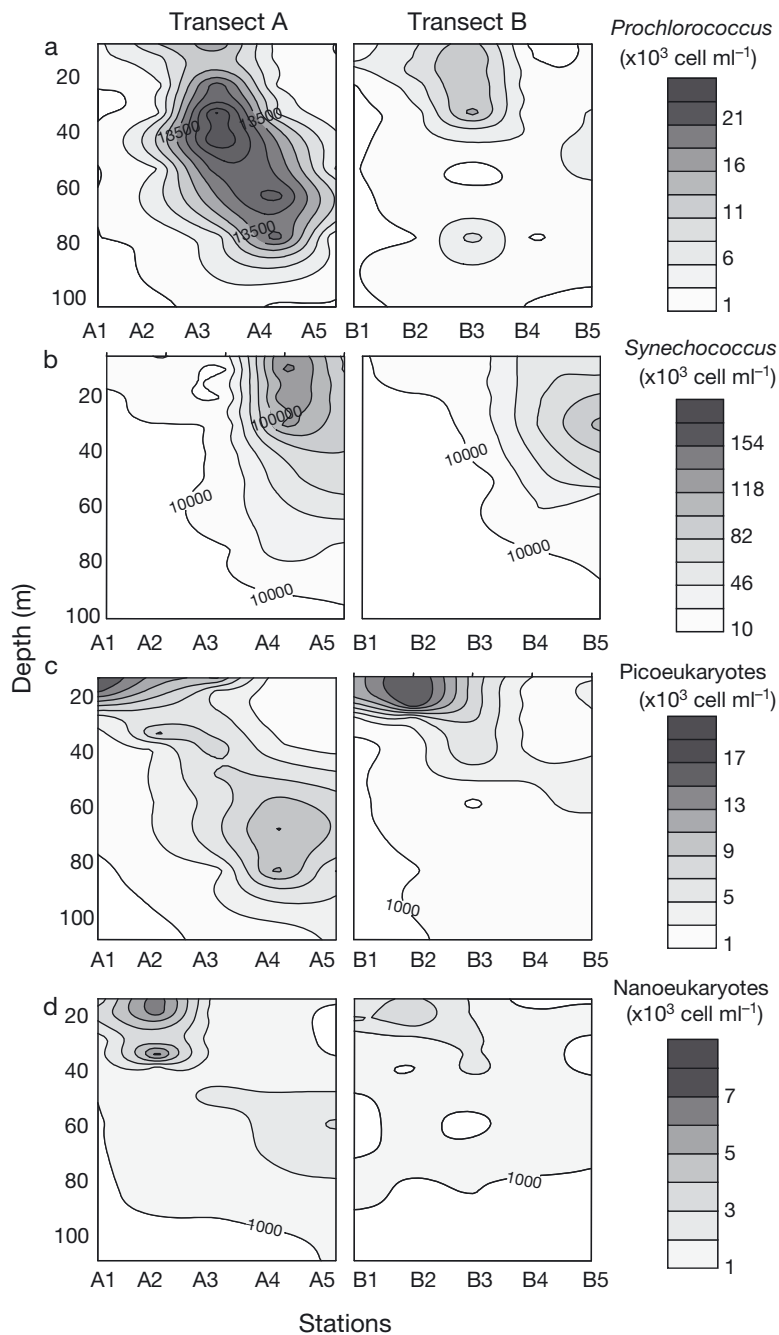 Transect A
Transect B
Prochlorococcus
(x10³ cell ml⁻¹)
a
20
40
60
80
100
13500
13500
13500
21
16
11
6
1
A1 A2 A3 A4 A5
B1 B2 B3 B4 B5
Synechococcus
(x10³ cell ml⁻¹)
b
20
40
60
80
100
100000
10000
10000
10000
10000
154
118
82
46
10
A1 A2 A3 A4 A5
B1 B2 B3 B4 B5
Depth (m)
Picoeukaryotes
(x10³ cell ml⁻¹)
c
20
40
60
80
100
1000
17
13
9
5
1
A1 A2 A3 A4 A5
B1 B2 B3 B4 B5
Nanoeukaryotes
(x10³ cell ml⁻¹)
d
20
40
60
80
100
1000
1000
7
5
3
1
A1 A2 A3 A4 A5
B1 B2 B3 B4 B5
Stations